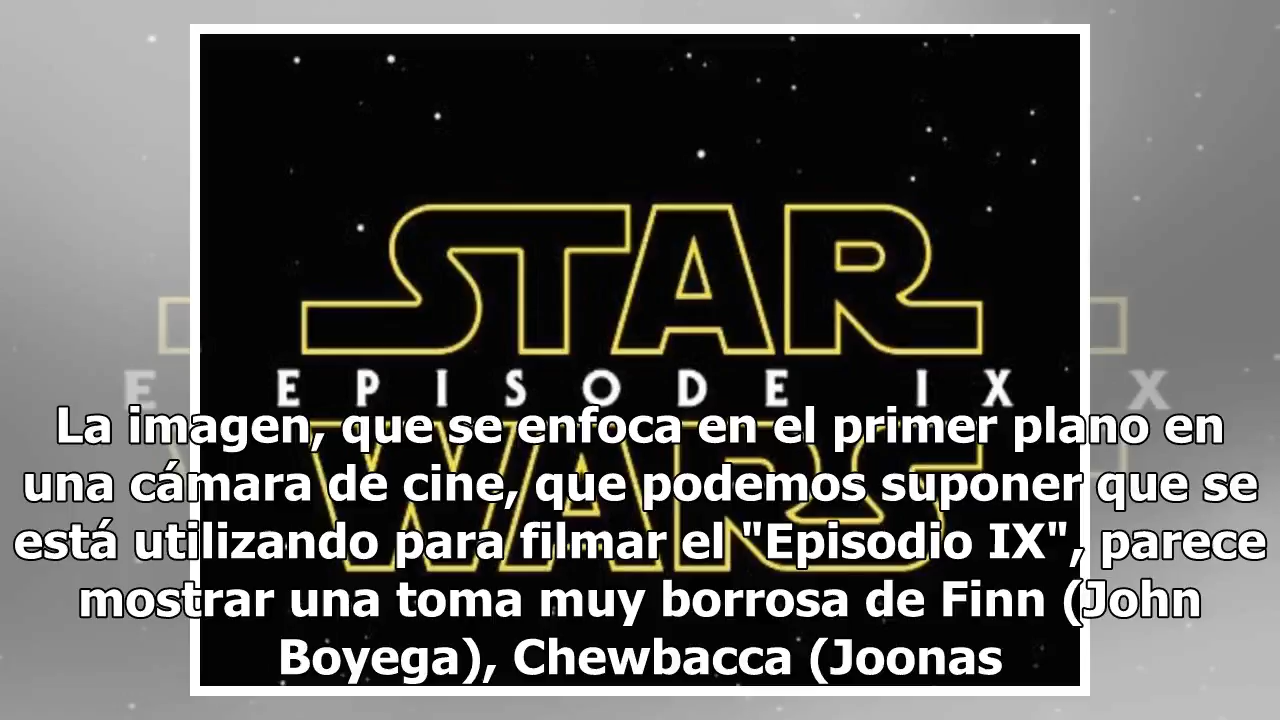 STAR
EPISODE IX
WARS
La imagen, que se enfoca en el primer plano en
una cámara de cine, que podemos suponer que se
está utilizando para filmar el "Episodio IX", parece
mostrar una toma muy borrosa de Finn (John
Boyega), Chewbacca (Joonas